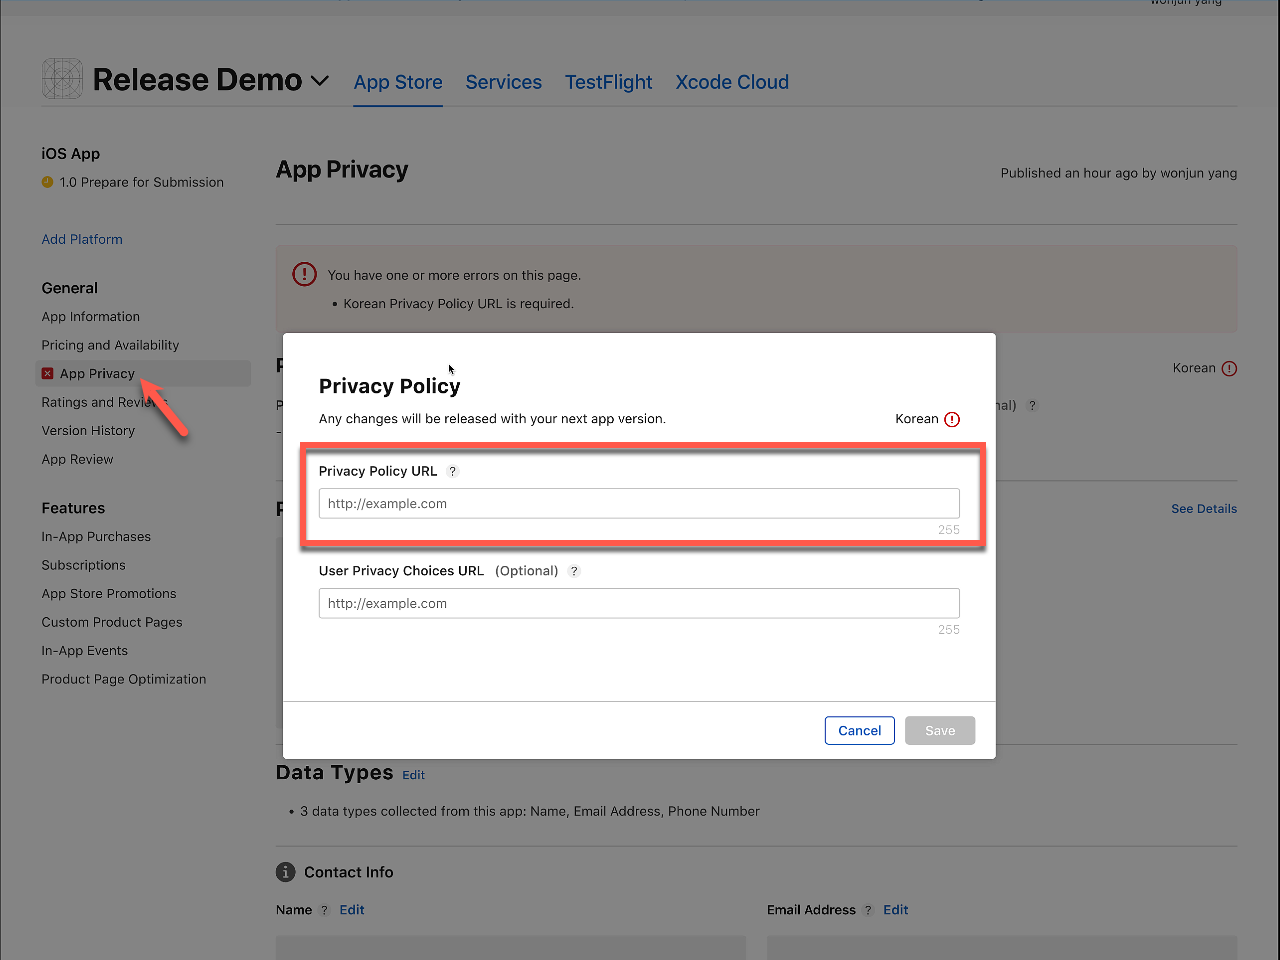 wonjun yang
Release Demo App Store Services TestFlight Xcode Cloud
iOS App
1.0 Prepare for Submission
Add Platform
General
App Information
Pricing and Availability
App Privacy
Ratings and Reviews
Version History
App Review
Features
In-App Purchases
Subscriptions
App Store Promotions
Custom Product Pages
In-App Events
Product Page Optimization
App Privacy
Published an hour ago by wonjun yang
You have one or more errors on this page.
• Korean Privacy Policy URL is required.
Korean
?
See Details
Privacy Policy
Any changes will be released with your next app version.
Korean
Privacy Policy URL ?
http://example.com
255
User Privacy Choices URL (Optional) ?
http://example.com
255
Cancel Save
Data Types Edit
• 3 data types collected from this app: Name, Email Address, Phone Number
Contact Info
Name ? Edit
Email Address ? Edit